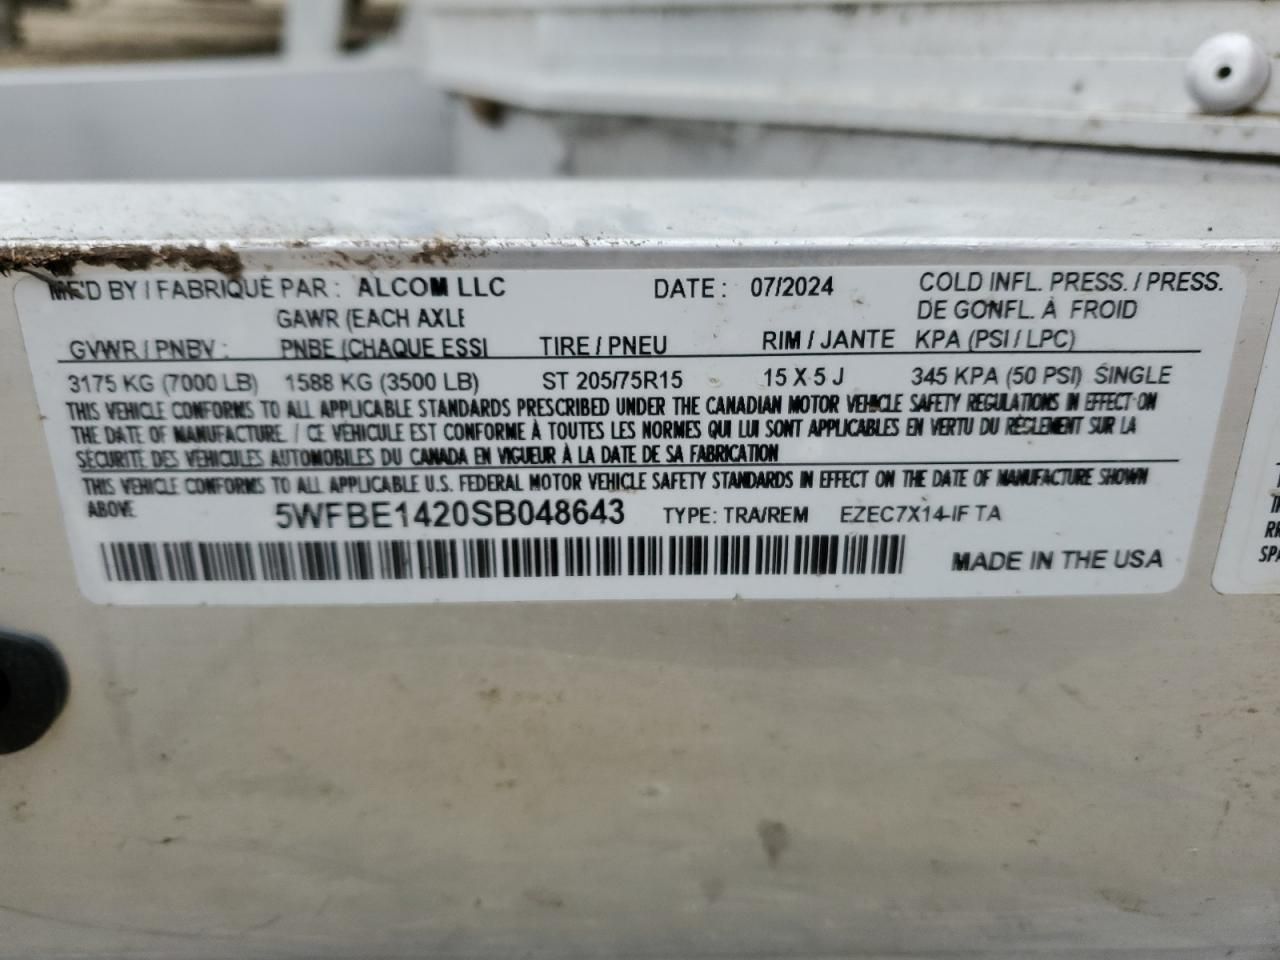 MF'D BY / FABRIQUÉ PAR : ALCOM LLC DATE : 07/2024 COLD INFL. PRESS. / PRESS.
GAWR (EACH AXLE DE GONFL. À FROID
GVWR / PNBV : PNBE (CHAQUE ESSI TIRE / PNEU RIM / JANTE KPA (PSI / LPC)
3175 KG (7000 LB) 1588 KG (3500 LB) ST 205/75R15 15 X 5 J 345 KPA (50 PSI) SINGLE
THIS VEHICLE CONFORMS TO ALL APPLICABLE STANDARDS PRESCRIBED UNDER THE CANADIAN MOTOR VEHICLE SAFETY REGULATIONS IN EFFECT ON
THE DATE OF MANUFACTURE. / CE VÉHICULE EST CONFORME À TOUTES LES NORMES QUI LUI SONT APPLICABLES EN VERTU DU RÉGLEMENT SUR LA
SÉCURITÉ DES VÉHICULES AUTOMOBILES DU CANADA EN VIGUEUR À LA DATE DE SA FABRICATION
THIS VEHICLE CONFORMS TO ALL APPLICABLE U.S. FEDERAL MOTOR VEHICLE SAFETY STANDARDS IN EFFECT ON THE DATE OF MANUFACTURE SHOWN
ABOVE. 5WFBE1420SB048643 TYPE: TRA/REM EZEC7X14-IF TA
MADE IN THE USA